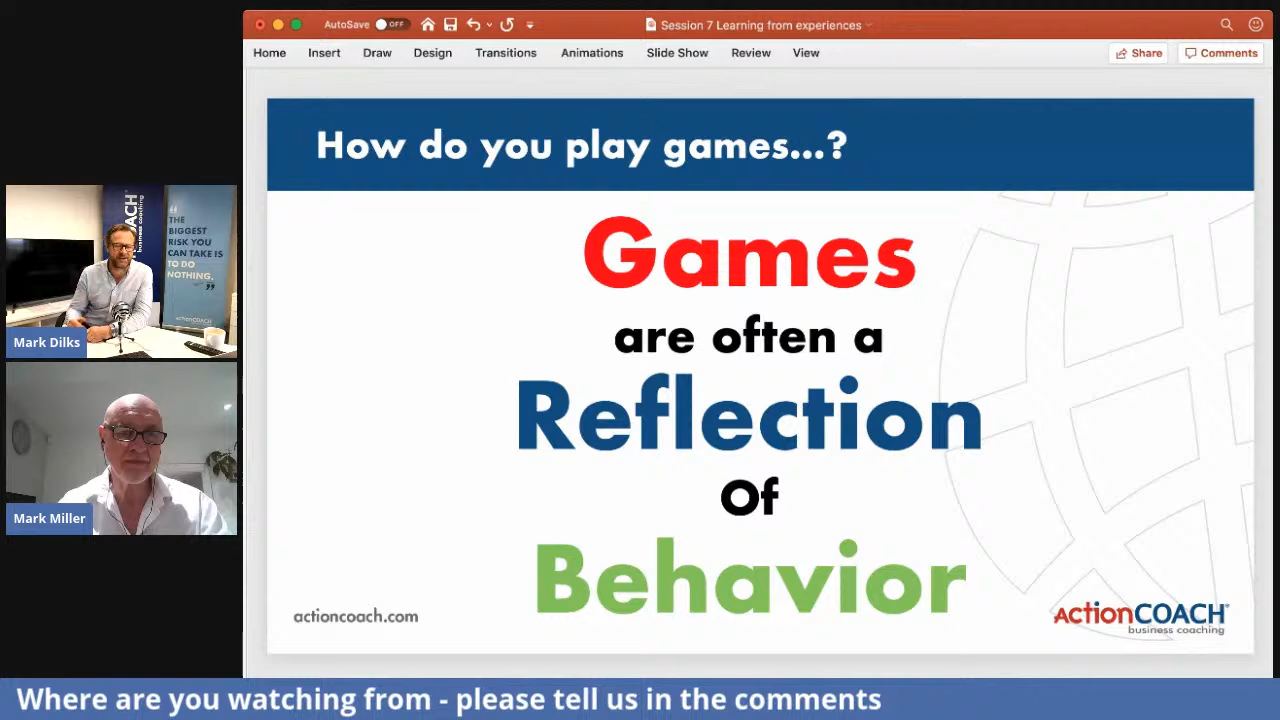 AutoSave OFF
Session 7 Learning from experiences
Home Insert Draw Design Transitions Animations Slide Show Review View
Share Comments
How do you play games...?
Games
are often a
Reflection
Of
Behavior
actioncoach.com
ActionCOACH®
business coaching
COACH®
business coaching
“
THE
BIGGEST
RISK YOU
CAN TAKE IS
TO DO
NOTHING.
”
actionCOACH
Mark Dilks
Mark Miller
Where are you watching from - please tell us in the comments